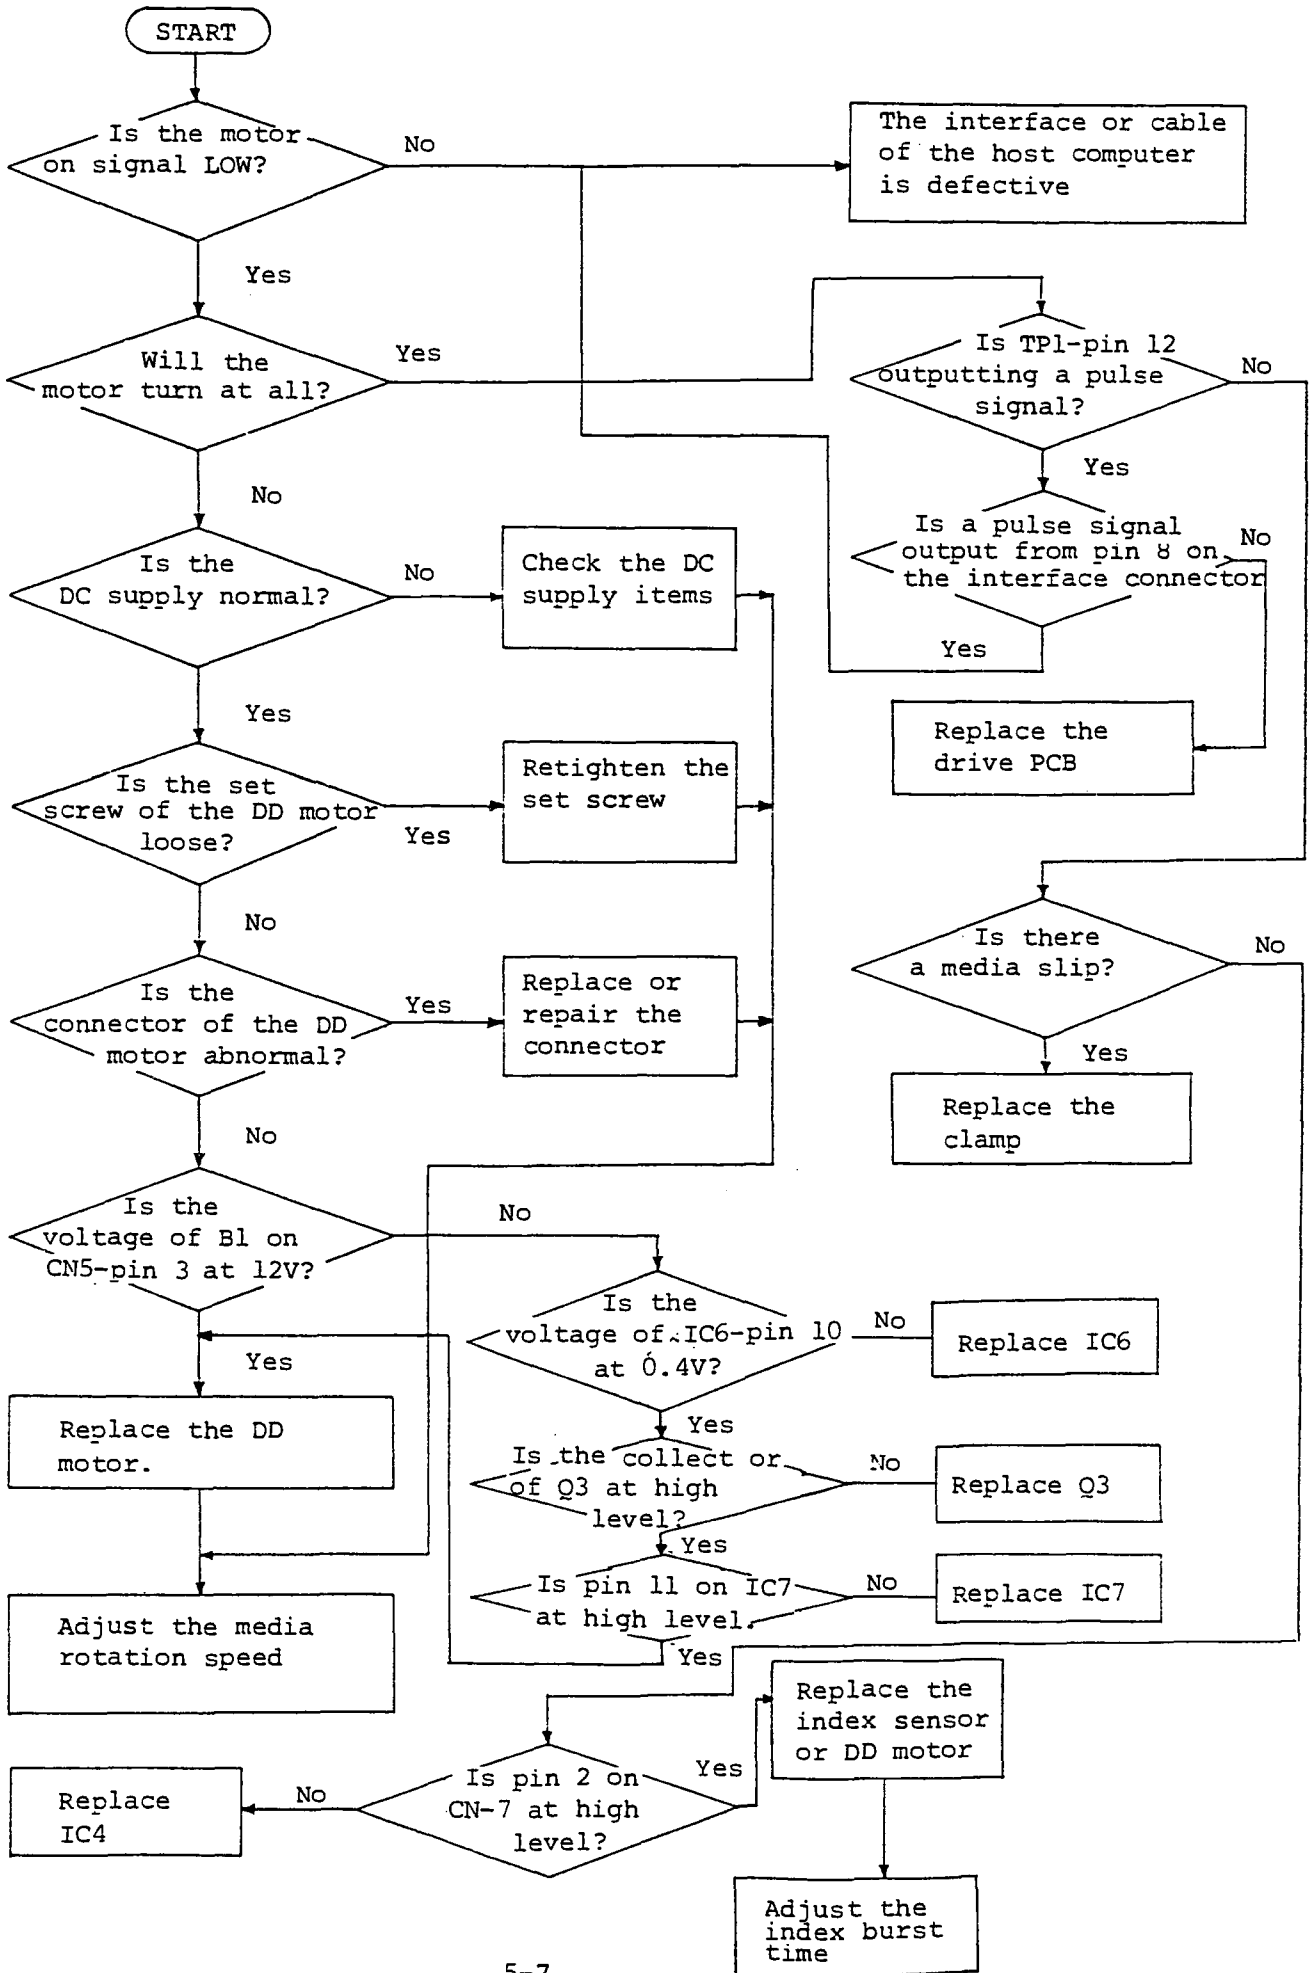 START
Is the motor
on signal LOW?
No
The interface or cable
of the host computer
is defective
Yes
Will the
motor turn at all?
Yes
Is TP1-pin 12
outputting a pulse
signal?
No
Yes
No
Is a pulse signal
output from pin 8 on
the interface connector
No
Yes
Is the
DC supply normal?
No
Check the DC
supply items
Yes
Replace the
drive PCB
Is the set
screw of the DD motor
loose?
Yes
Retighten the
set screw
No
Is there
a media slip?
No
Yes
Replace the
clamp
Is the
connector of the DD
motor abnormal?
Yes
Replace or
repair the
connector
No
Is the
voltage of B1 on
CN5-pin 3 at 12V?
No
Yes
Is the
voltage of IC6-pin 10
at 0.4V?
No
Replace IC6
Yes
Replace the DD
motor.
Is the collect or
of Q3 at high
level?
No
Replace Q3
Yes
Is pin 11 on IC7
at high level.
No
Replace IC7
Yes
Adjust the media
rotation speed
Is pin 2 on
CN-7 at high
level?
Yes
Replace the
index sensor
or DD motor
No
Replace
IC4
Adjust the
index burst
time
5-7